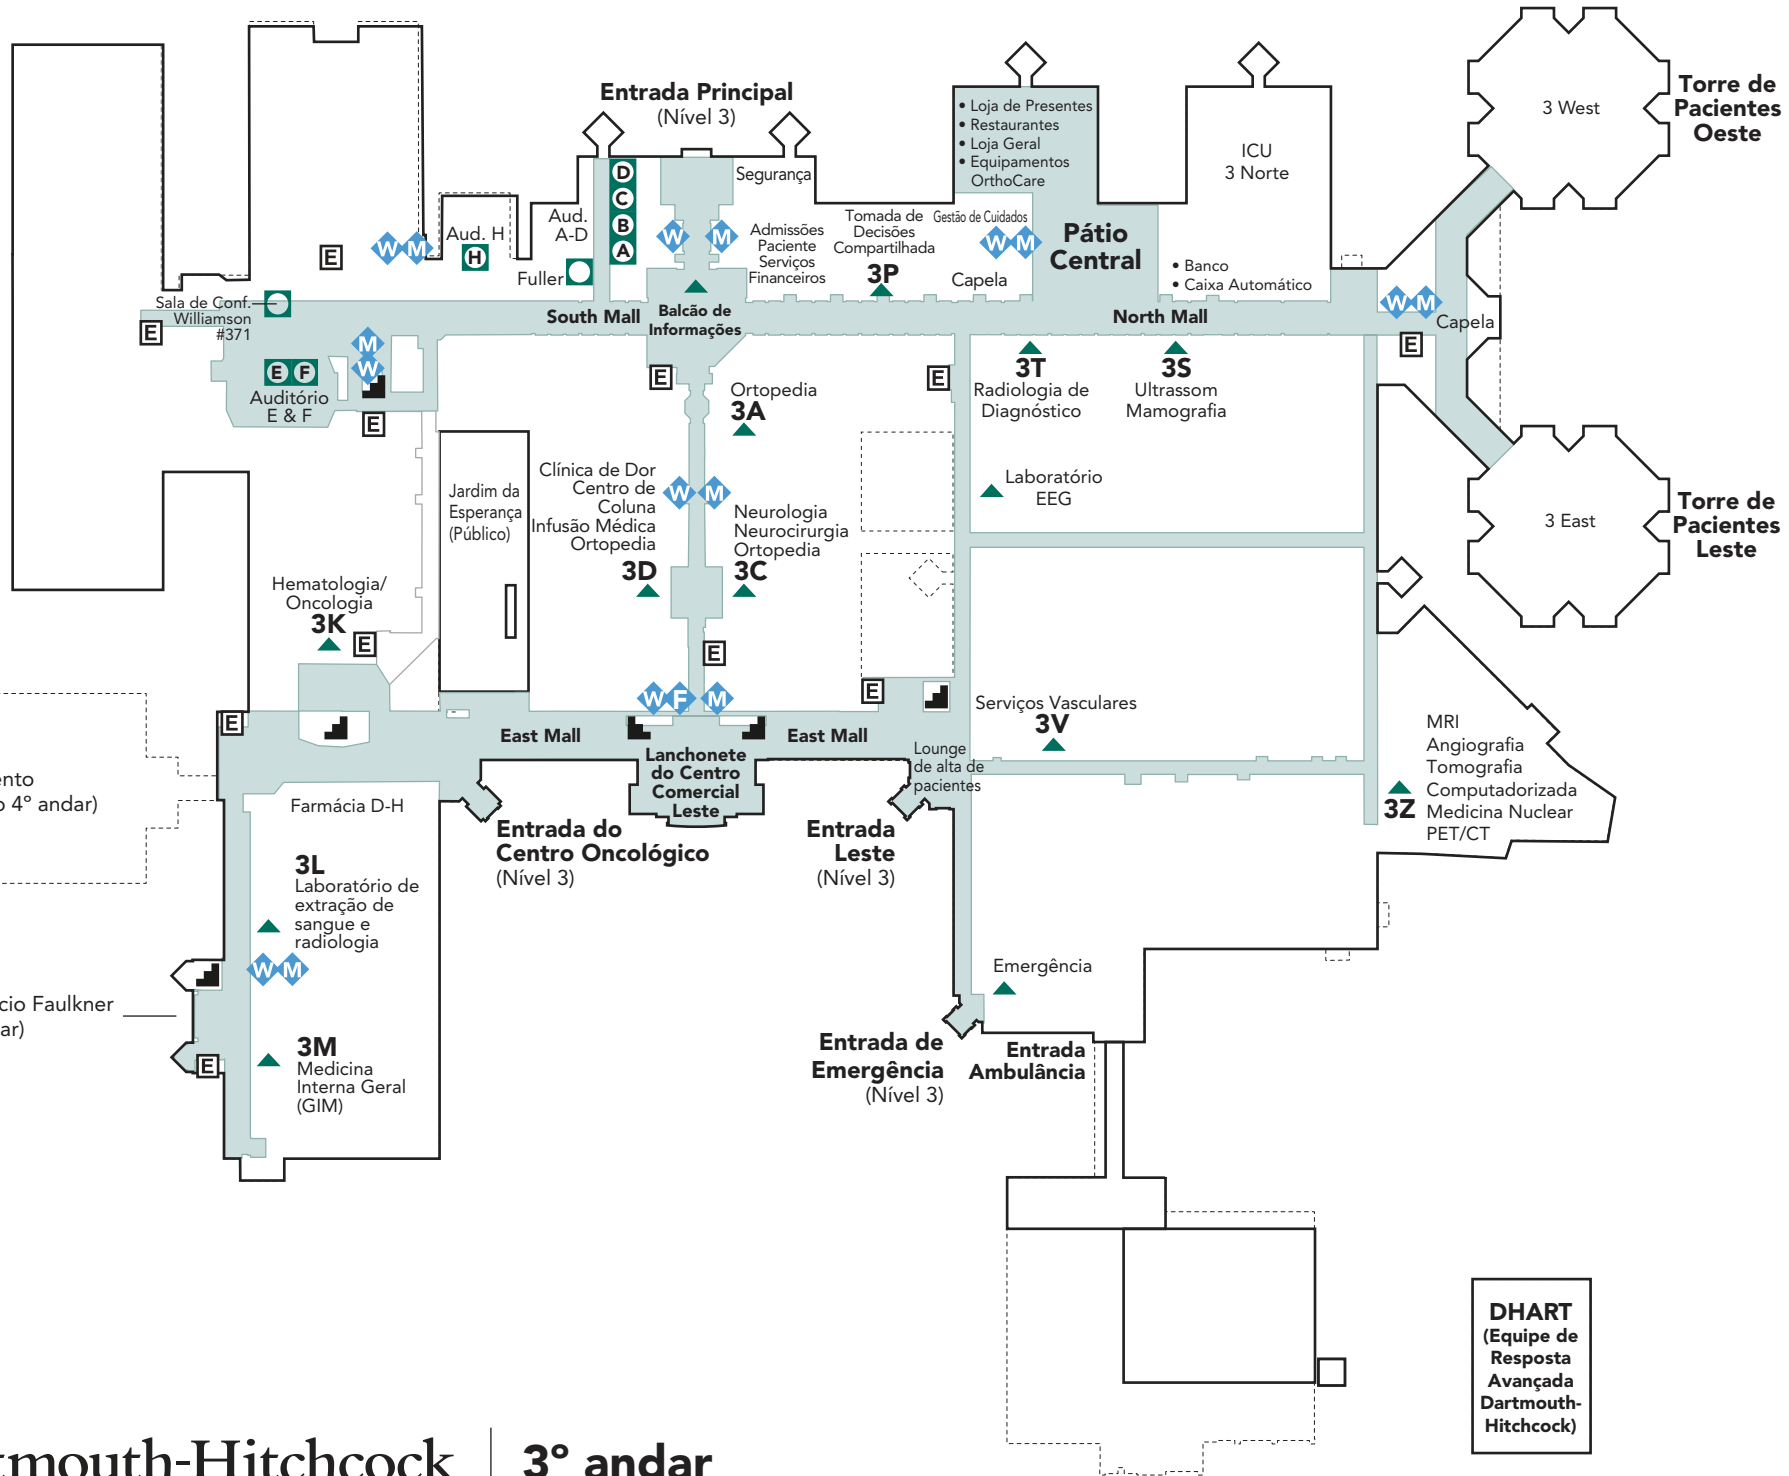 Entrada Principal
(Nível 3)
• Loja de Presentes
• Restaurantes
• Loja Geral
• Equipamentos
OrthoCare
ICU
3 Norte
3 West
Torre de
Pacientes
Oeste
D
C
B
A
Segurança
Aud.
A-D
Fuller
Aud. H
H
E
W M
W
M
Admissões
Paciente
Serviços
Financeiros
Tomada de
Decisões
Compartilhada
3P
Gestão de Cuidados
W M
Capela
Pátio
Central
• Banco
• Caixa Automático
W M
Capela
E
Sala de Conf.
Williamson
#371
E
South Mall
Balcão de
Informações
North Mall
M
W
E F
Auditório
E & F
E
E
Ortopedia
3A
E
3T
Radiologia de
Diagnóstico
3S
Ultrassom
Mamografia
Jardim da
Esperança
(Público)
Clínica de Dor
Centro de
Coluna
Infusão Médica
Ortopedia
3D
W
M
Neurologia
Neurocirurgia
Ortopedia
3C
Laboratório
EEG
3 East
Torre de
Pacientes
Leste
Hematologia/
Oncologia
3K
E
E
E
W F
M
E
Serviços Vasculares
3V
East Mall
East Mall
Lanchonete
do Centro
Comercial
Leste
Lounge
de alta de
pacientes
MRI
Angiografia
Tomografia
Computadorizada
Medicina Nuclear
PET/CT
3Z
ento
o 4º andar)
Farmácia D-H
Entrada do
Centro Oncológico
(Nível 3)
Entrada
Leste
(Nível 3)
3L
Laboratório de
extração de
sangue e
radiologia
W M
cio Faulkner
ar)
E
3M
Medicina
Interna Geral
(GIM)
Emergência
Entrada de
Emergência
(Nível 3)
Entrada
Ambulância
DHART
(Equipe de
Resposta
Avançada
Dartmouth-
Hitchcock)
tmouth-Hitchcock
3º andar